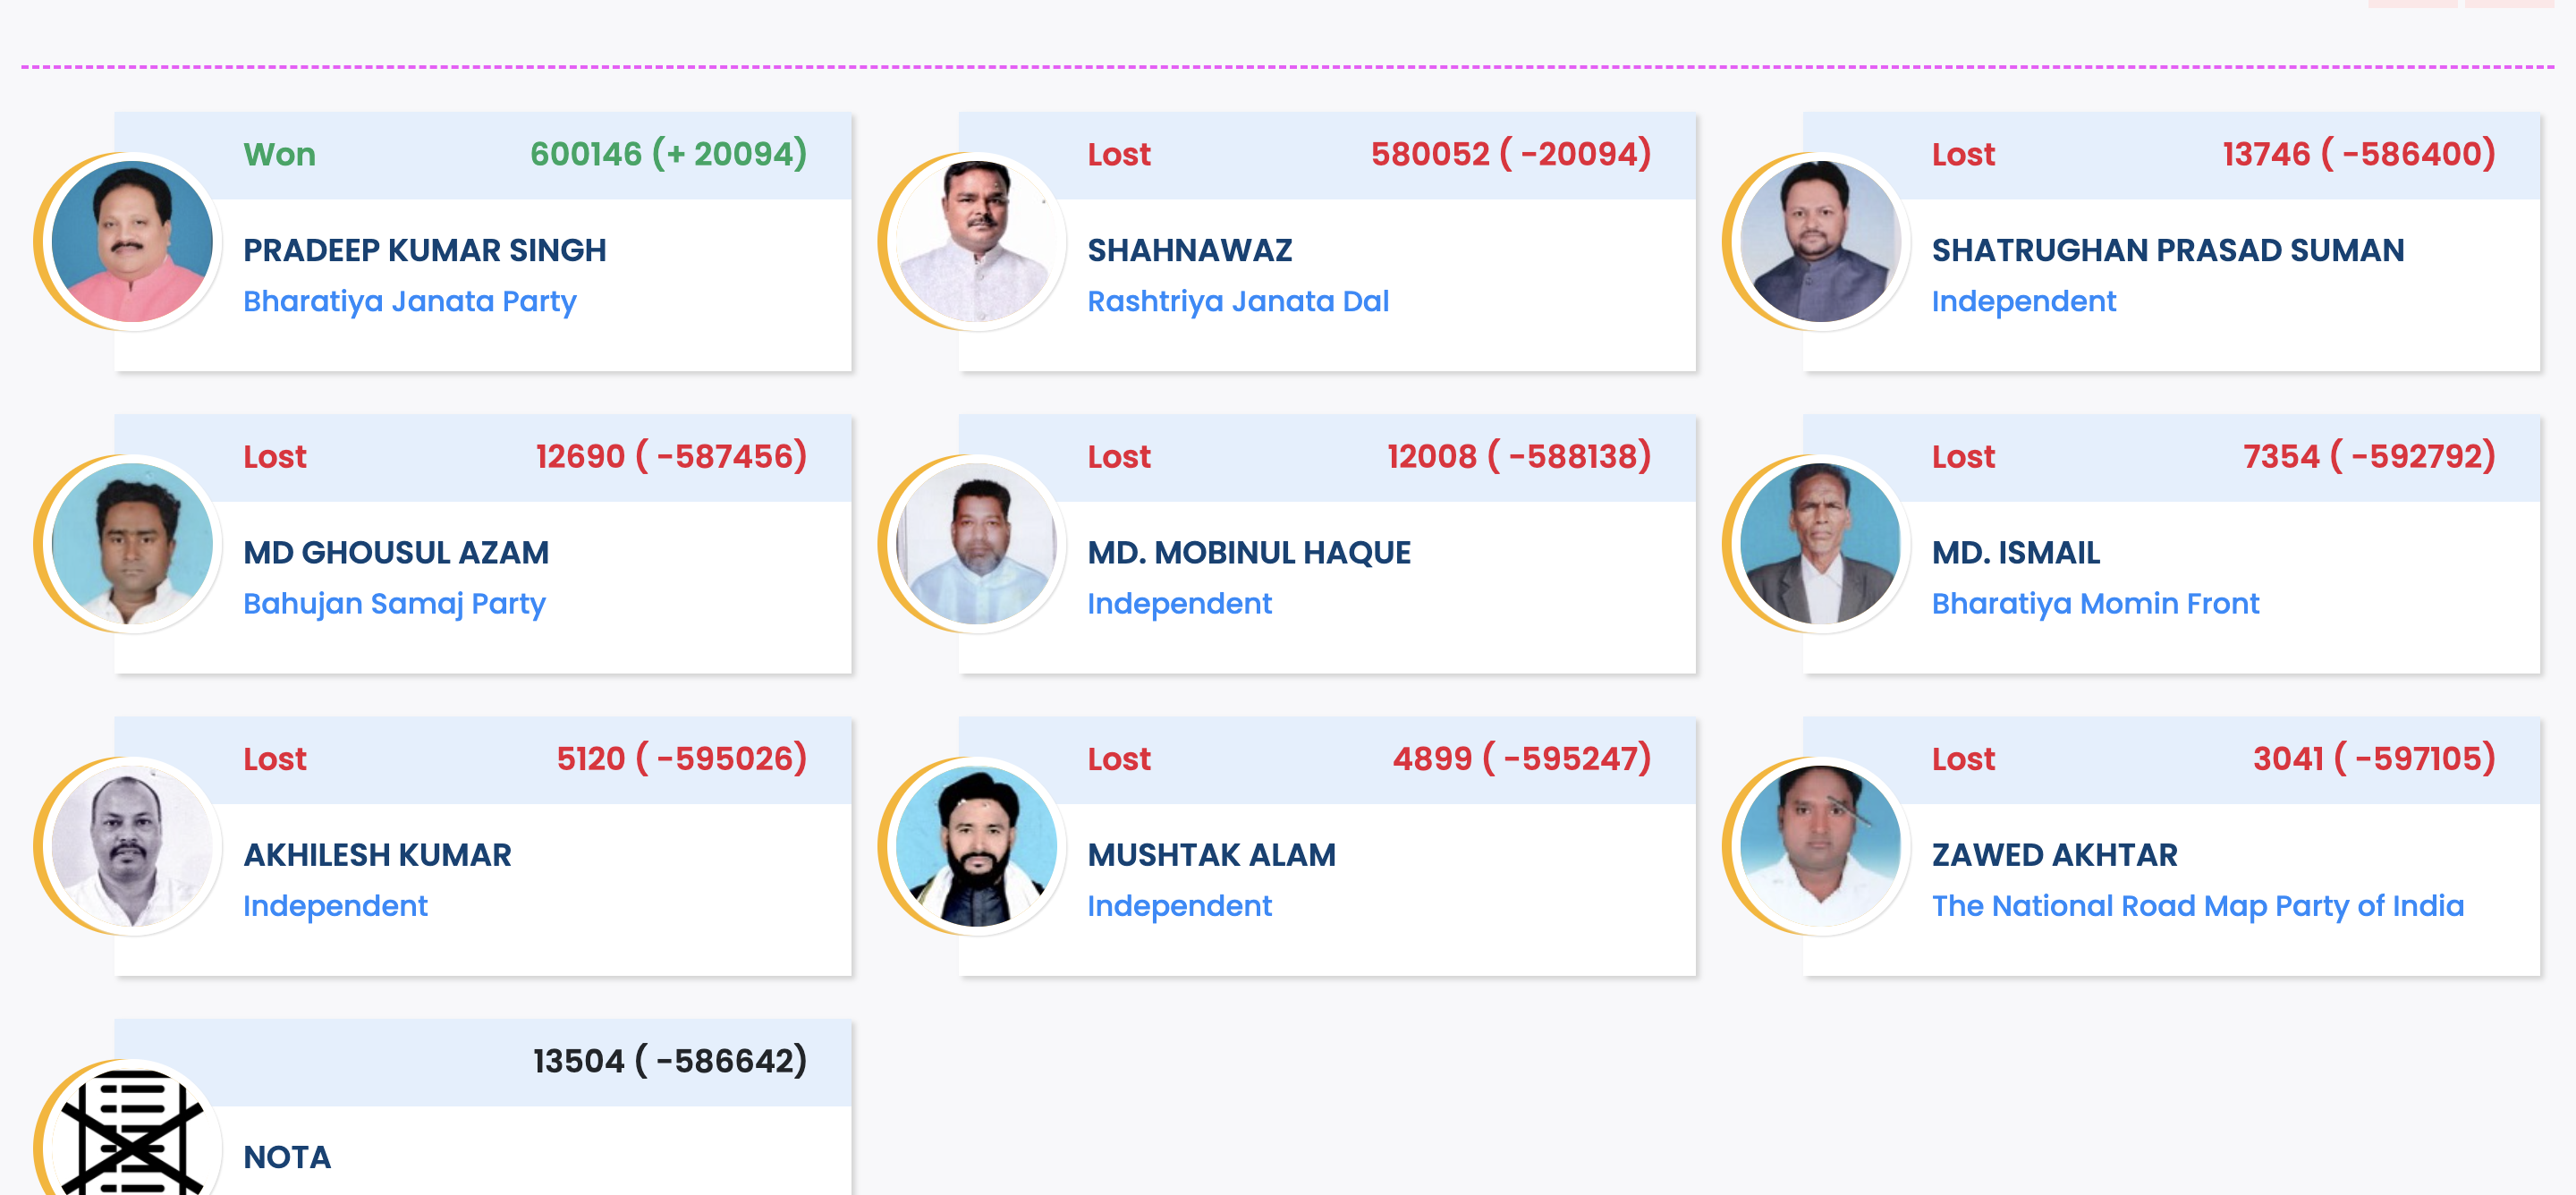 Won 600146 (+ 20094)
PRADEEP KUMAR SINGH
Bharatiya Janata Party
Lost 580052 ( -20094)
SHAHNAWAZ
Rashtriya Janata Dal
Lost 13746 ( -586400)
SHATRUGHAN PRASAD SUMAN
Independent
Lost 12690 ( -587456)
MD GHOUSUL AZAM
Bahujan Samaj Party
Lost 12008 ( -588138)
MD. MOBINUL HAQUE
Independent
Lost 7354 ( -592792)
MD. ISMAIL
Bharatiya Momin Front
Lost 5120 ( -595026)
AKHILESH KUMAR
Independent
Lost 4899 ( -595247)
MUSHTAK ALAM
Independent
Lost 3041 ( -597105)
ZAWED AKHTAR
The National Road Map Party of India
13504 ( -586642)
NOTA